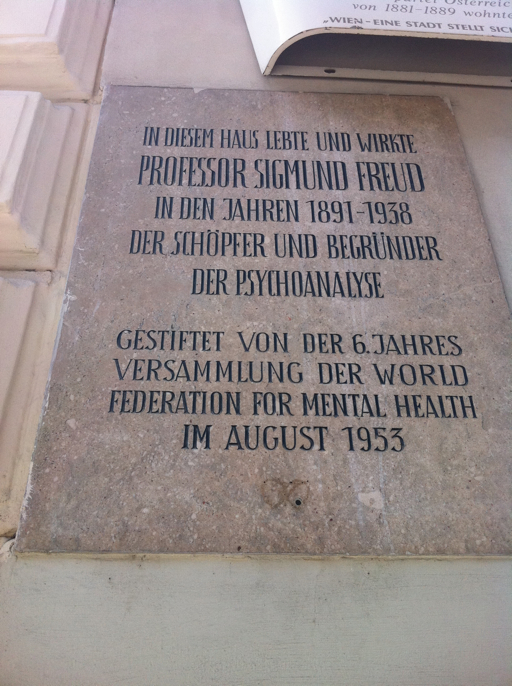 Österreich
von 1881-1889 wohnte
„WIEN - EINE STADT STELLT SICH
IN DIESEM HAUS LEBTE UND WIRKTE
PROFESSOR SIGMUND FREUD
IN DEN JAHREN 1891-1938
DER SCHÖPFER UND BEGRÜNDER
DER PSYCHOANALYSE
GESTIFTET VON DER 6.JAHRES
VERSAMMLUNG DER WORLD
FEDERATION FOR MENTAL HEALTH
IM AUGUST 1953